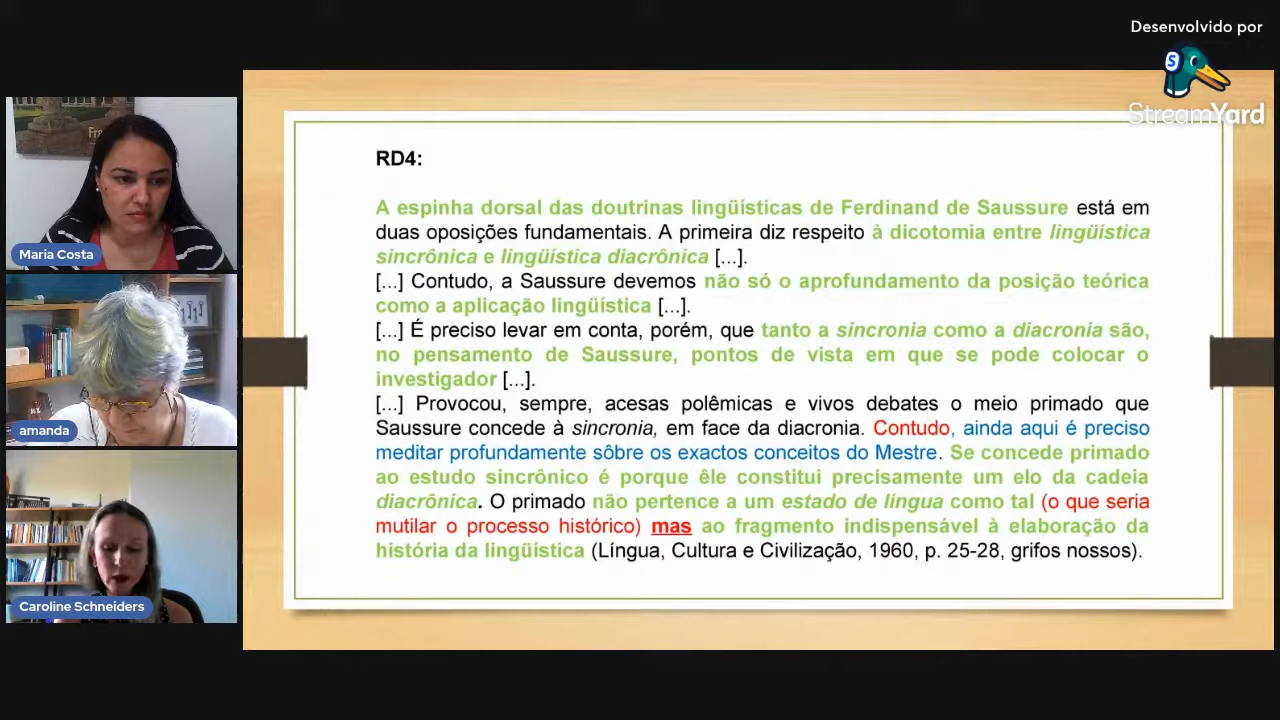 Desenvolvido por
StreamYard
Fra
Maria Costa
amanda
Caroline Schneiders
RD4:
A espinha dorsal das doutrinas lingüísticas de Ferdinand de Saussure está em
duas oposições fundamentais. A primeira diz respeito à dicotomia entre lingüística
sincrônica e lingüística diacrônica [...].
[...] Contudo, a Saussure devemos não só o aprofundamento da posição teórica
como a aplicação lingüística [...].
[...] É preciso levar em conta, porém, que tanto a sincronia como a diacronia são,
no pensamento de Saussure, pontos de vista em que se pode colocar o
investigador [...].
[...] Provocou, sempre, acesas polêmicas e vivos debates o meio primado que
Saussure concede à sincronia, em face da diacronia. Contudo, ainda aqui é preciso
meditar profundamente sôbre os exactos conceitos do Mestre. Se concede primado
ao estudo sincrônico é porque êle constitui precisamente um elo da cadeia
diacrônica. O primado não pertence a um estado de língua como tal (o que seria
mutilar o processo histórico) mas ao fragmento indispensável à elaboração da
história da lingüística (Língua, Cultura e Civilização, 1960, p. 25-28, grifos nossos).